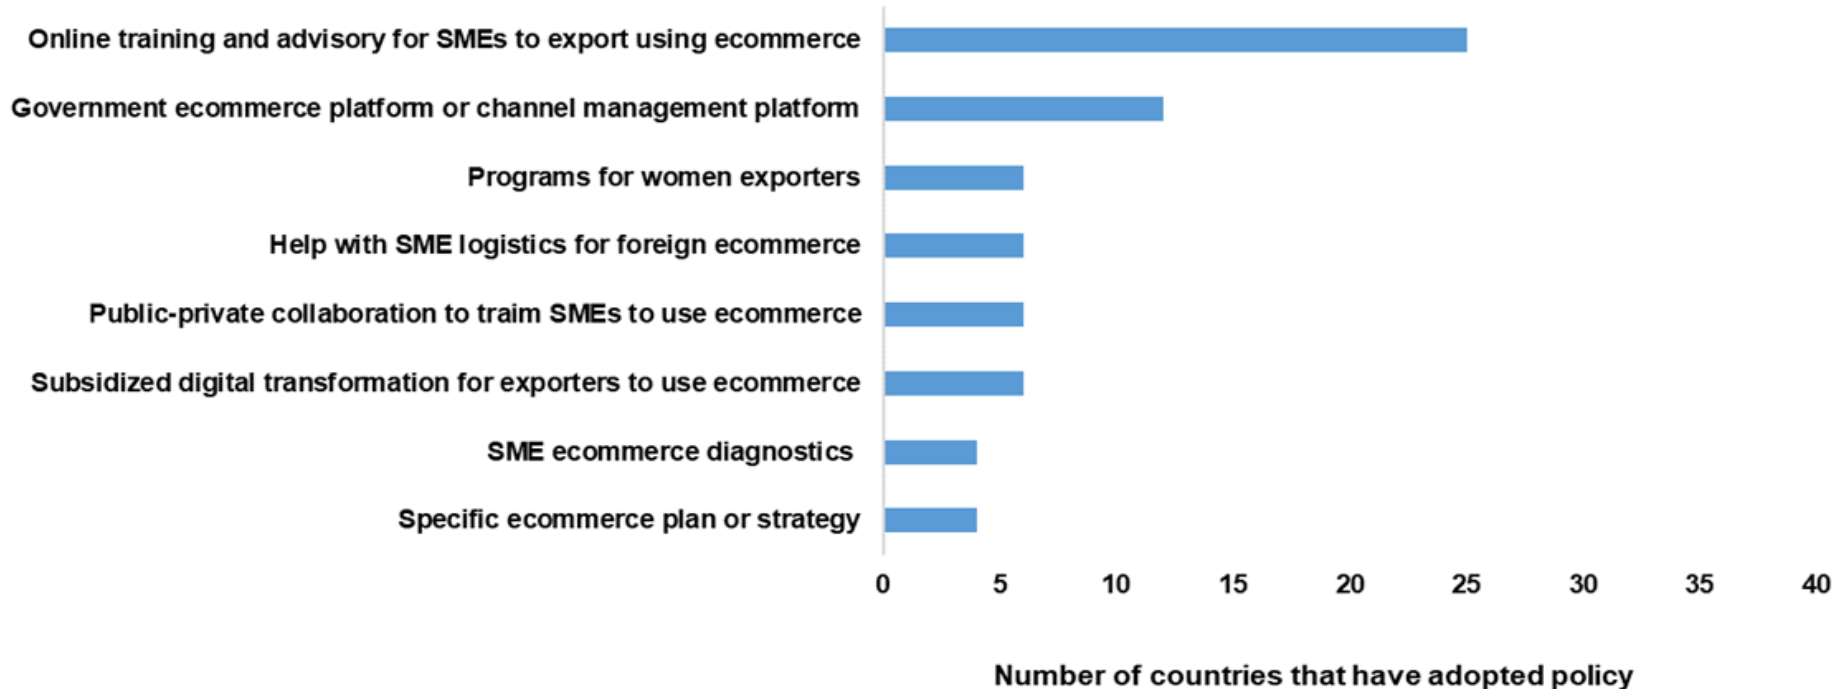 Online training and advisory for SMEs to export using ecommerce
Government ecommerce platform or channel management platform
Programs for women exporters
Help with SME logistics for foreign ecommerce
Public-private collaboration to traim SMEs to use ecommerce
Subsidized digital transformation for exporters to use ecommerce
SME ecommerce diagnostics
Specific ecommerce plan or strategy
0 5 10 15 20 25 30 35 40
Number of countries that have adopted policy